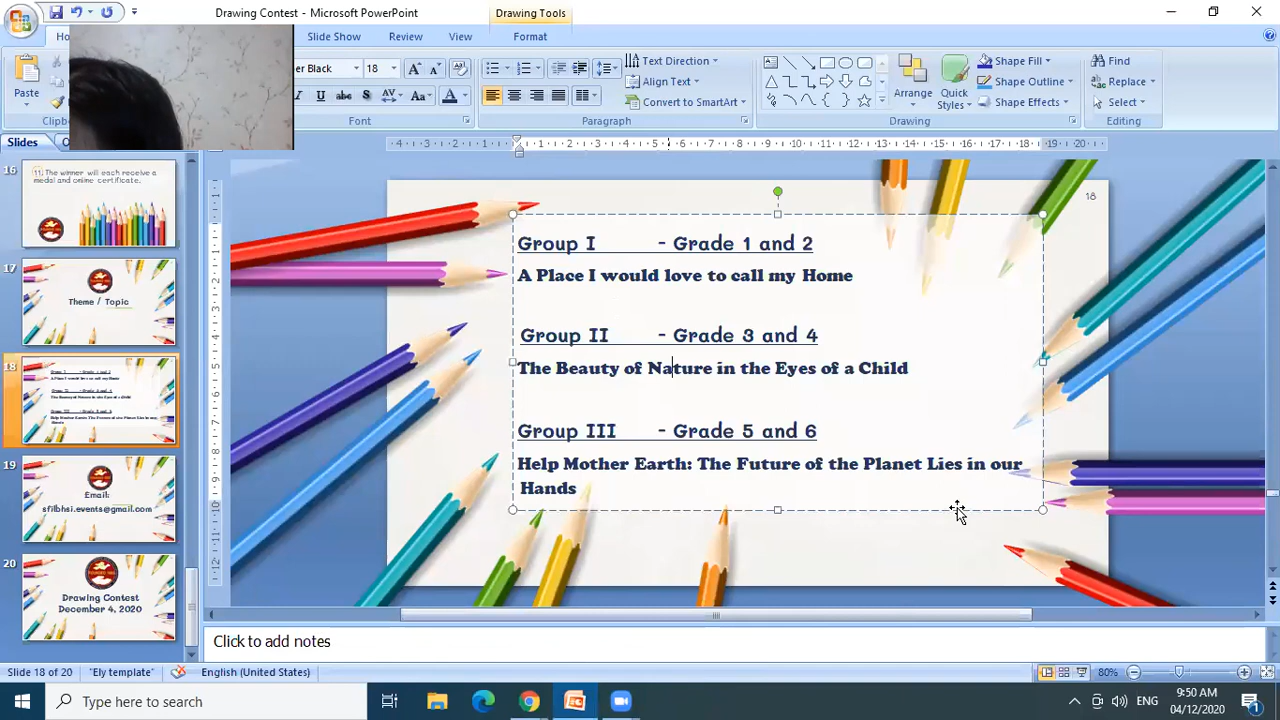 Drawing Contest - Microsoft PowerPoint
Drawing Tools
Slide Show
Review
View
Format
Paste
18
Text Direction
Align Text
Convert to SmartArt
Arrange
Quick Styles
Shape Fill
Shape Outline
Shape Effects
Find
Replace
Select
Font
Paragraph
Drawing
Editing
Slides
16
11. The winner will each receive a
medal and online certificate.
17
Theme / Topic
18
19
Email:
sfilbhsi.events@gmail.com
20
Drawing Contest
December 4, 2020
18
Group I - Grade 1 and 2
A Place I would love to call my Home
Group II - Grade 3 and 4
The Beauty of Nature in the Eyes of a Child
Group III - Grade 5 and 6
Help Mother Earth: The Future of the Planet Lies in our
Hands
Click to add notes
Slide 18 of 20
"Ely template"
English (United States)
80%
Type here to search
ENG
9:50 AM
04/12/2020